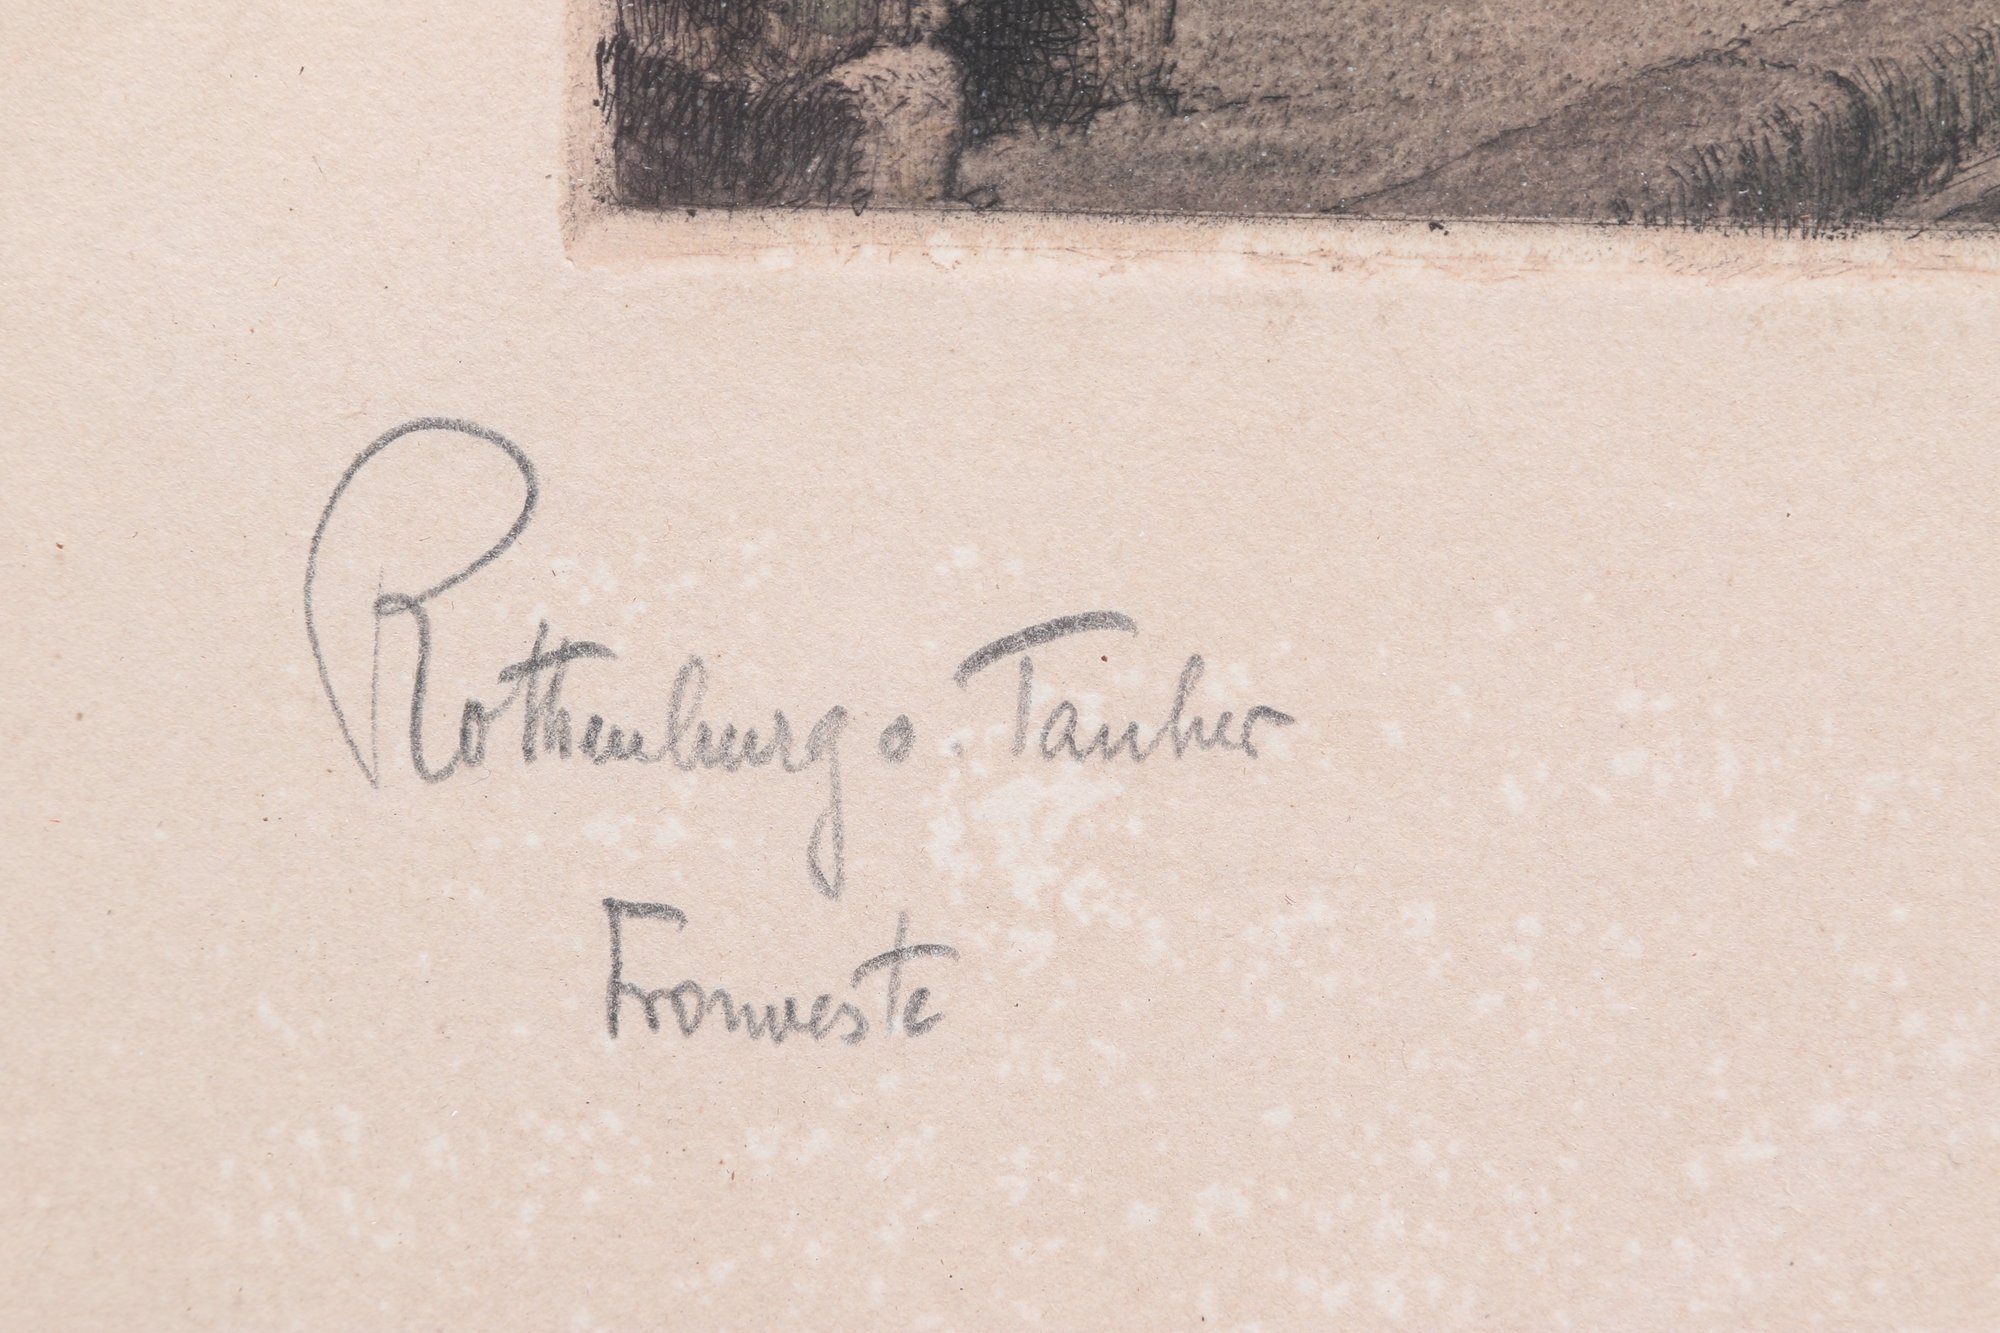 Rothenburg o. Tauber
Fronveste